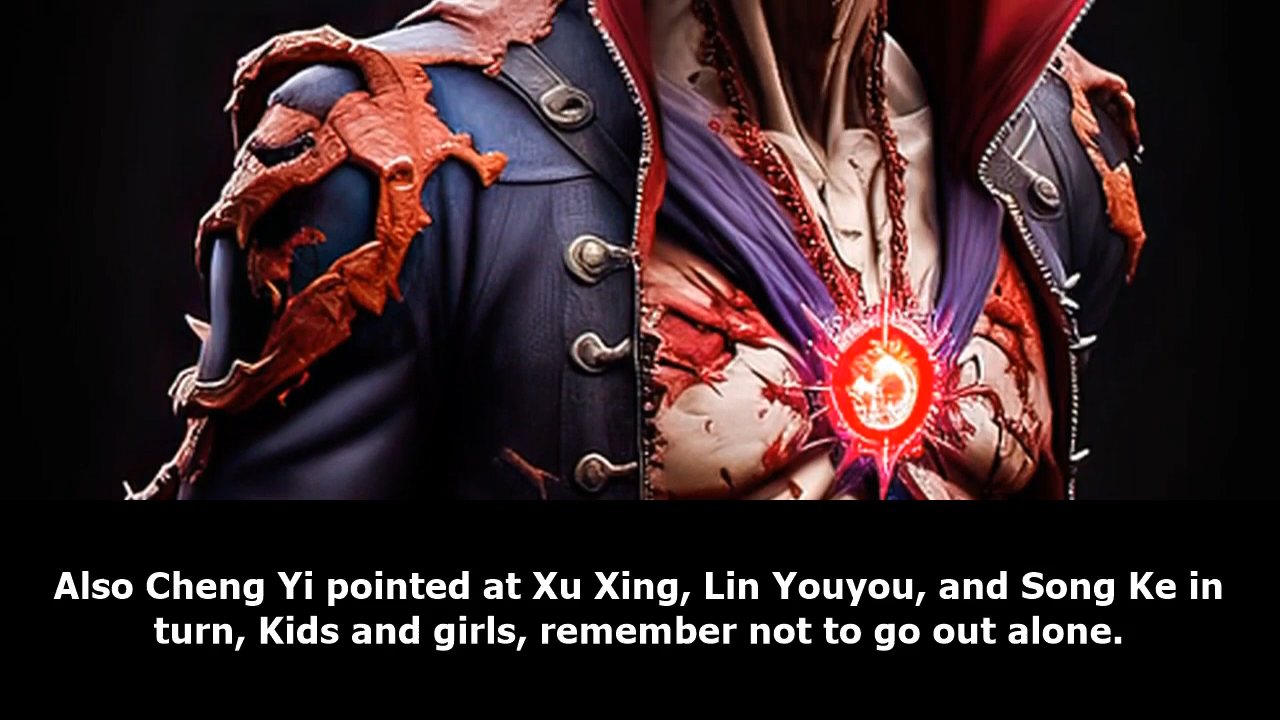 Also Cheng Yi pointed at Xu Xing, Lin Youyou, and Song Ke in
turn, Kids and girls, remember not to go out alone.